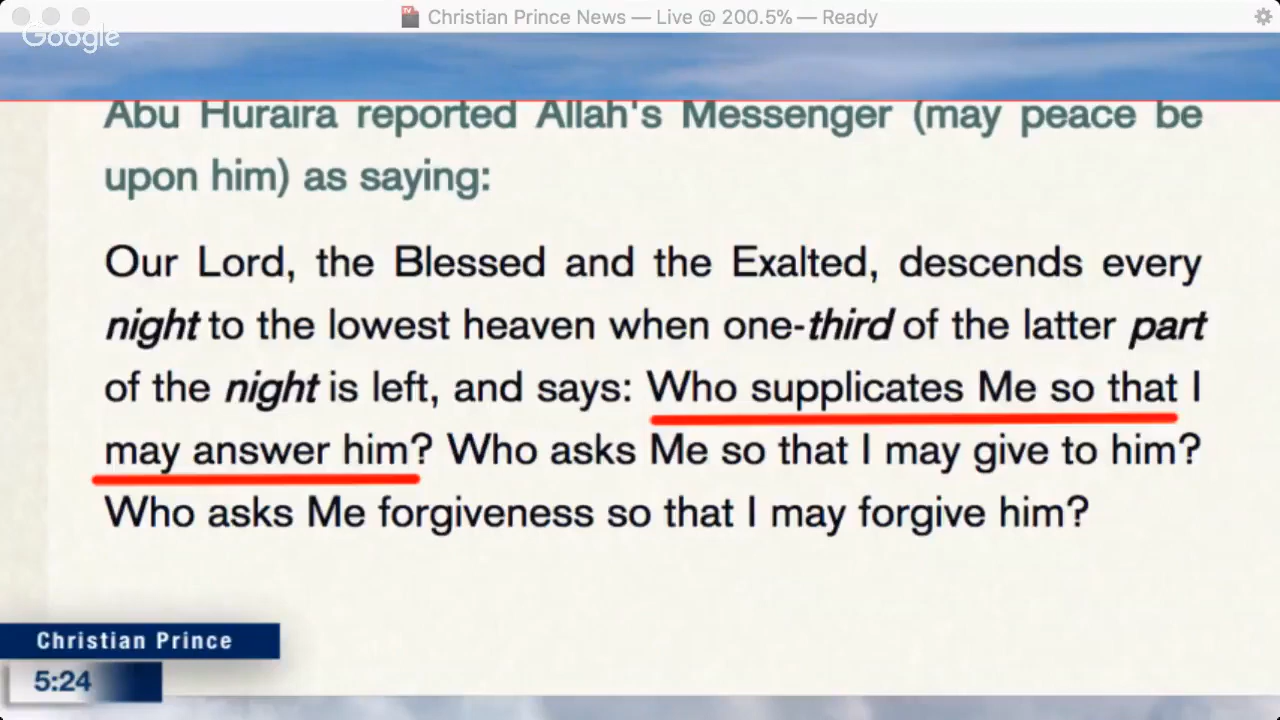 Christian Prince News — Live @ 200.5% — Ready
Google
Abu Huraira reported Allah's Messenger (may peace be
upon him) as saying:
Our Lord, the Blessed and the Exalted, descends every
night to the lowest heaven when one-third of the latter part
of the night is left, and says: Who supplicates Me so that I
may answer him? Who asks Me so that I may give to him?
Who asks Me forgiveness so that I may forgive him?
Christian Prince
5:24